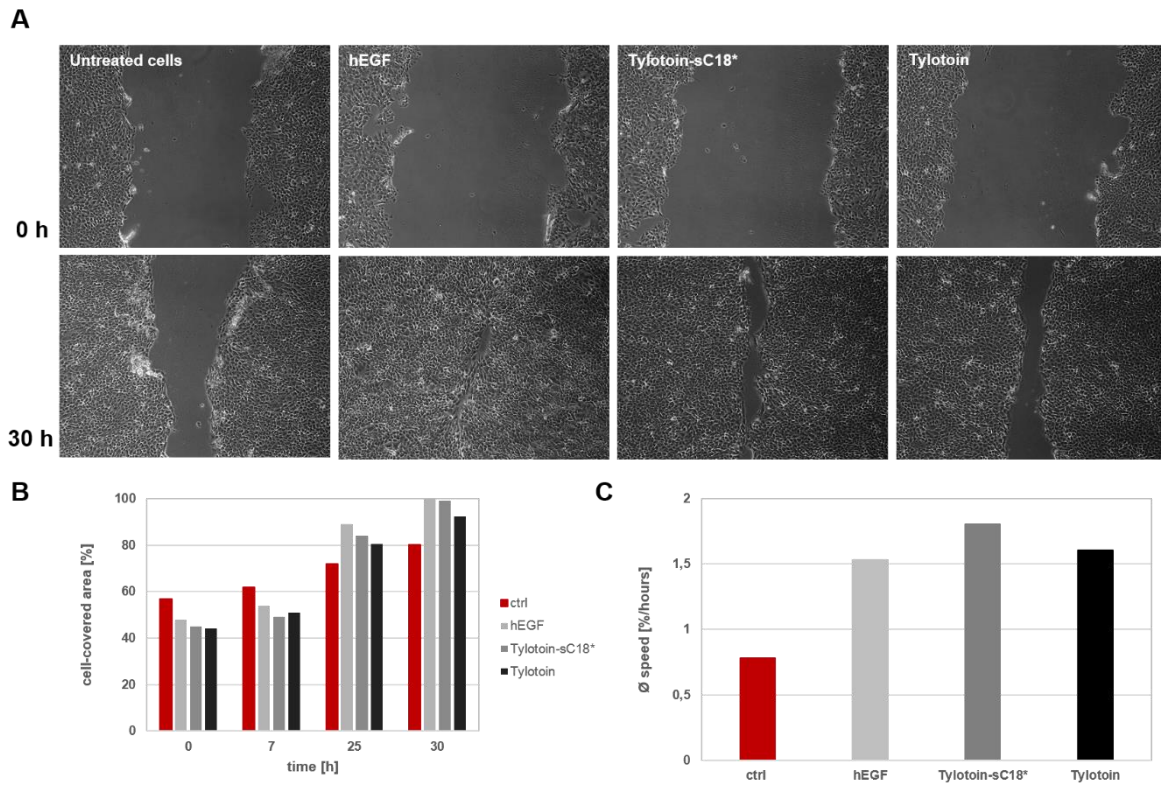 A
Untreated cells
hEGF
Tylotoin-sC18*
Tylotoin
0 h
30 h
B
cell-covered area [%]
100
80
60
40
20
0
0 7 25 30
time [h]
ctrl
hEGF
Tylotoin-sC18*
Tylotoin
C
Ø speed [%/hours]
2
1,5
1
0,5
0
ctrl hEGF Tylotoin-sC18* Tylotoin